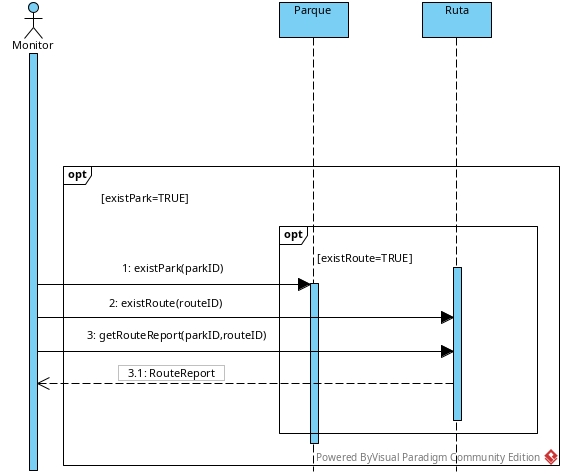 Parque
Ruta
Monitor
opt
[existPark=TRUE]
opt
[existRoute=TRUE]
1: existPark(parkID)
2: existRoute(routeID)
3: getRouteReport(parkID,routeID)
3.1: RouteReport
Powered ByVisual Paradigm Community Edition